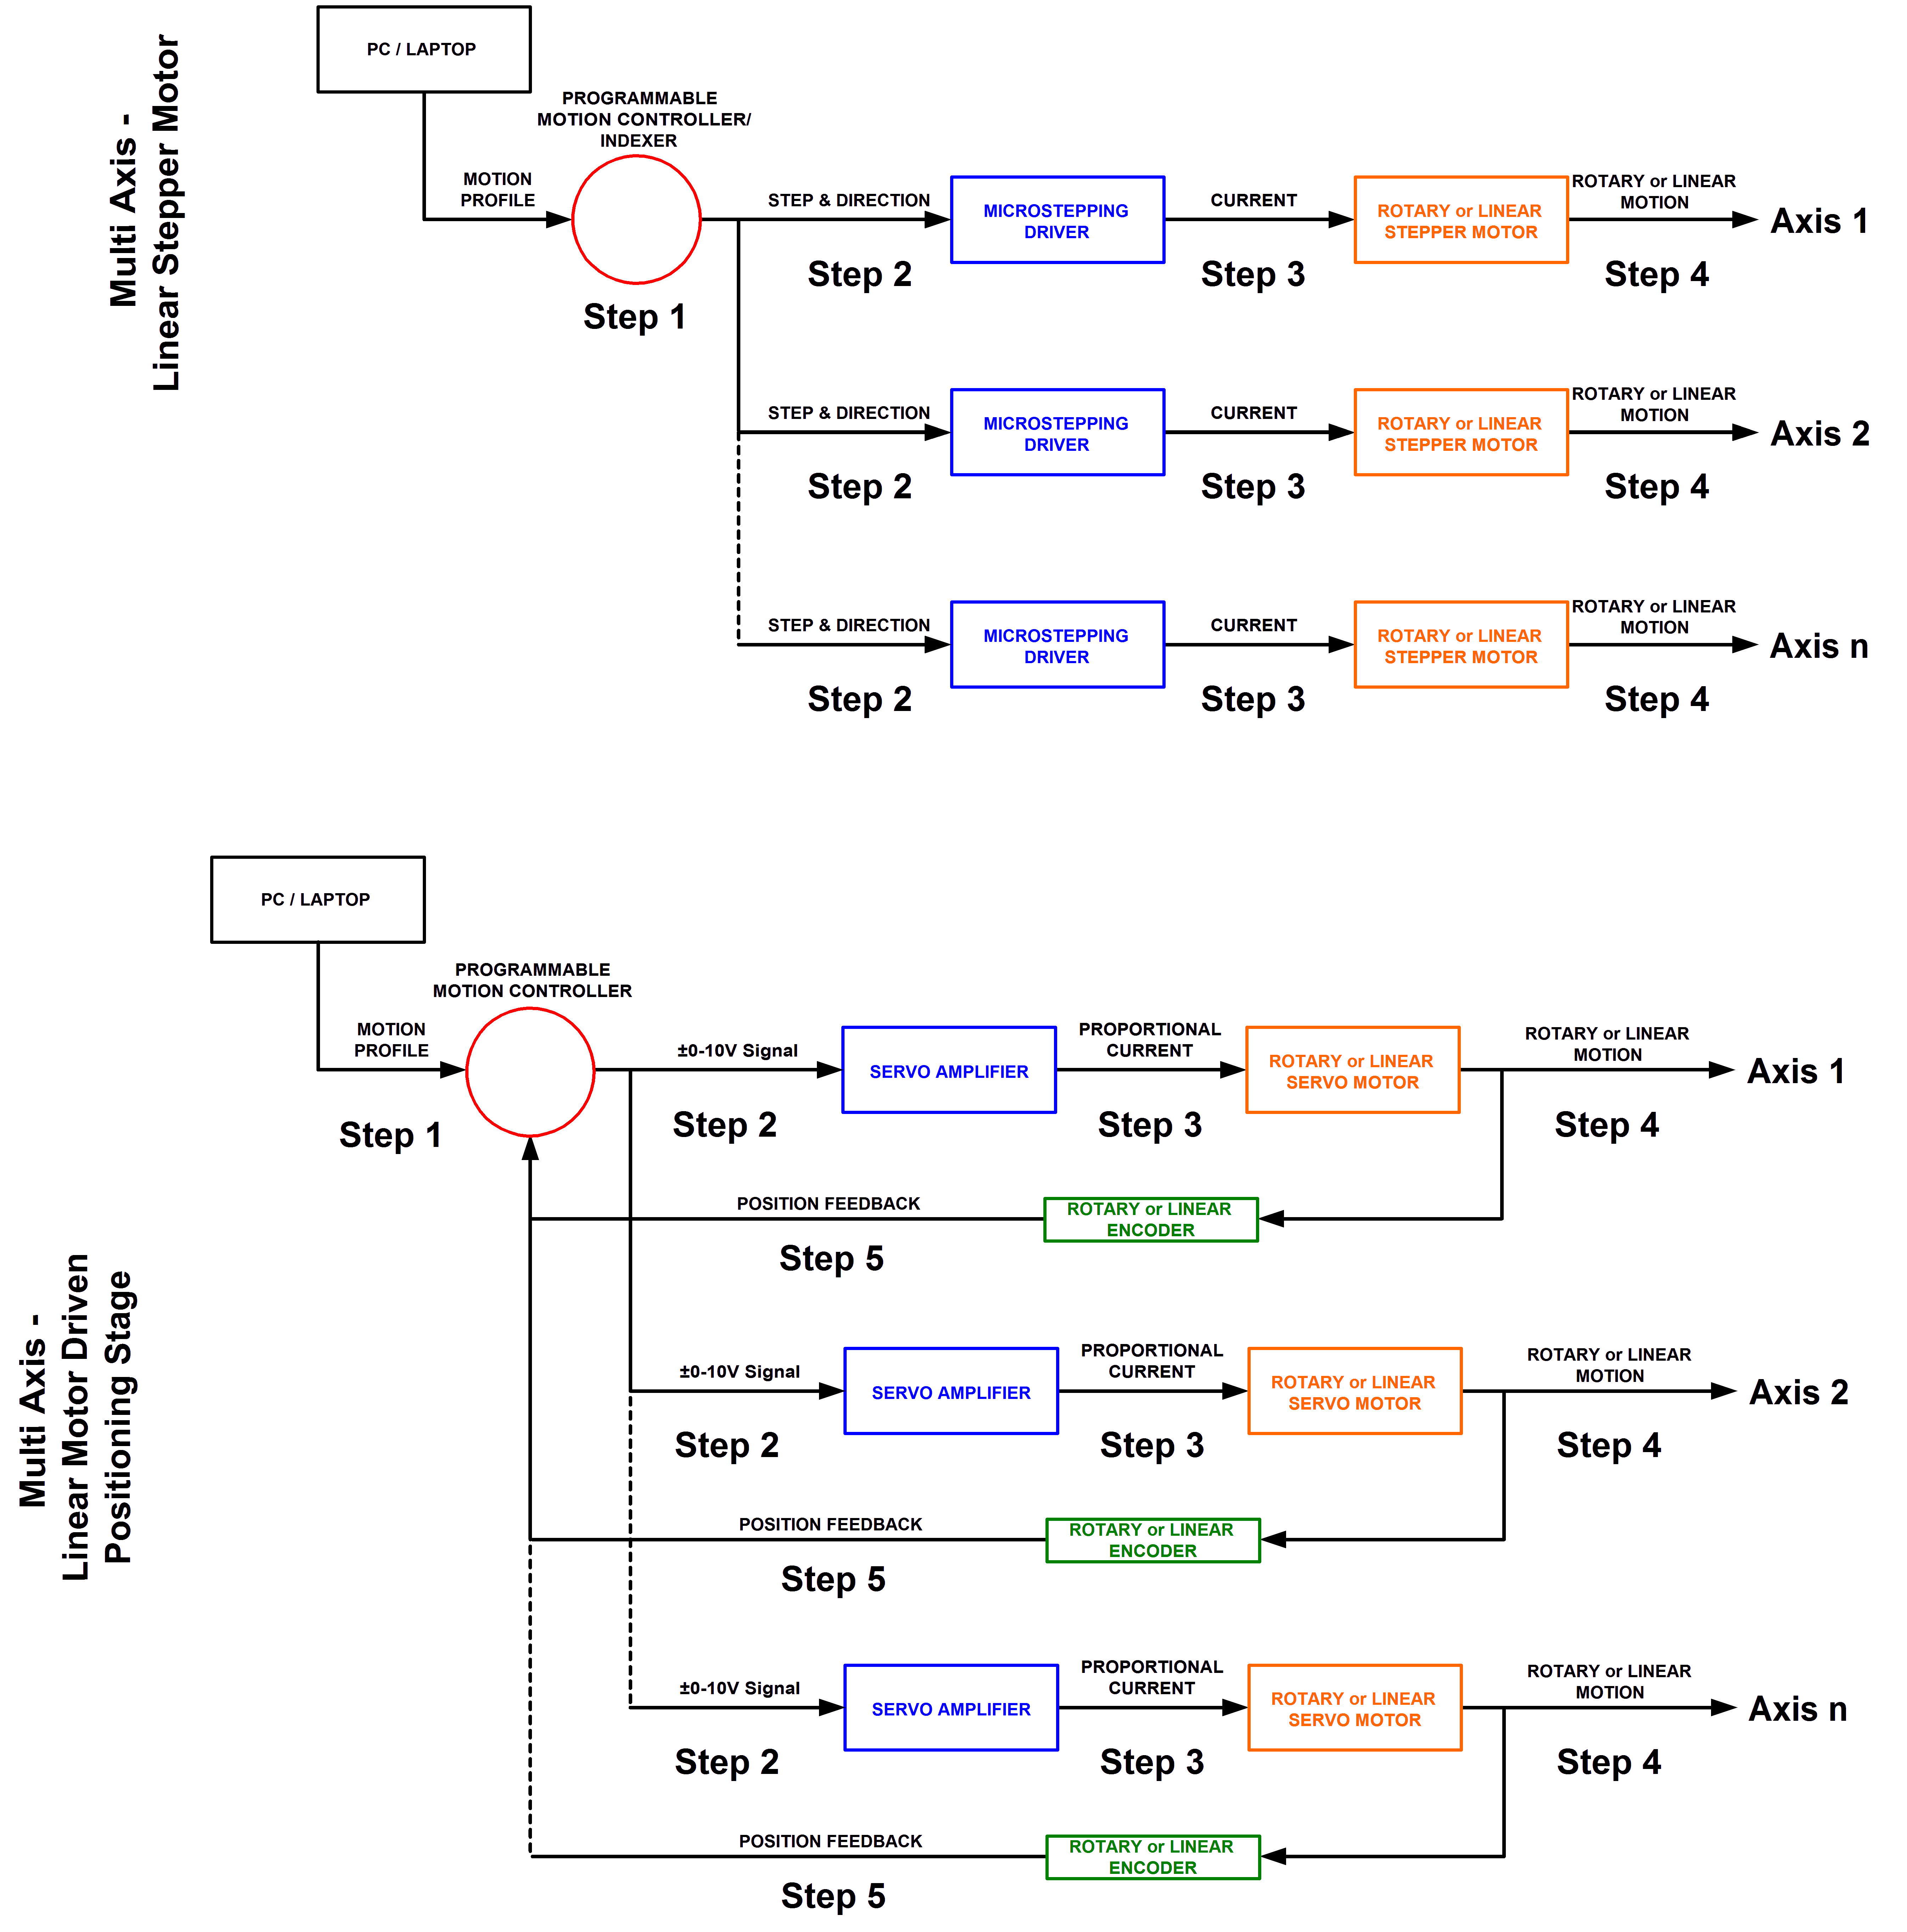 Multi Axis -
Linear Stepper Motor
PC / LAPTOP
PROGRAMMABLE
MOTION CONTROLLER/
INDEXER
MOTION
PROFILE
Step 1
STEP & DIRECTION
Step 2
MICROSTEPPING
DRIVER
CURRENT
Step 3
ROTARY or LINEAR
STEPPER MOTOR
ROTARY or LINEAR
MOTION
Step 4
Axis 1
STEP & DIRECTION
Step 2
MICROSTEPPING
DRIVER
CURRENT
Step 3
ROTARY or LINEAR
STEPPER MOTOR
ROTARY or LINEAR
MOTION
Step 4
Axis 2
STEP & DIRECTION
Step 2
MICROSTEPPING
DRIVER
CURRENT
Step 3
ROTARY or LINEAR
STEPPER MOTOR
ROTARY or LINEAR
MOTION
Step 4
Axis n
Multi Axis -
Linear Motor Driven
Positioning Stage
PC / LAPTOP
PROGRAMMABLE
MOTION CONTROLLER
MOTION
PROFILE
Step 1
±0-10V Signal
Step 2
SERVO AMPLIFIER
PROPORTIONAL
CURRENT
Step 3
ROTARY or LINEAR
SERVO MOTOR
ROTARY or LINEAR
MOTION
Step 4
Axis 1
POSITION FEEDBACK
Step 5
ROTARY or LINEAR
ENCODER
±0-10V Signal
Step 2
SERVO AMPLIFIER
PROPORTIONAL
CURRENT
Step 3
ROTARY or LINEAR
SERVO MOTOR
ROTARY or LINEAR
MOTION
Step 4
Axis 2
POSITION FEEDBACK
Step 5
ROTARY or LINEAR
ENCODER
±0-10V Signal
Step 2
SERVO AMPLIFIER
PROPORTIONAL
CURRENT
Step 3
ROTARY or LINEAR
SERVO MOTOR
ROTARY or LINEAR
MOTION
Step 4
Axis n
POSITION FEEDBACK
Step 5
ROTARY or LINEAR
ENCODER